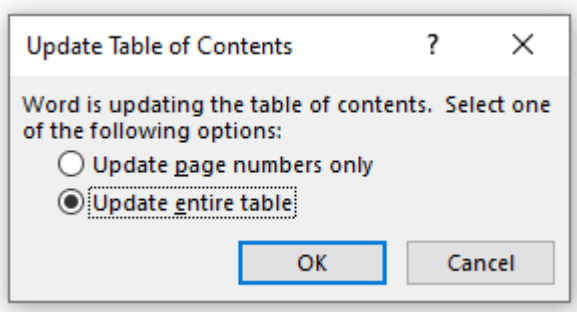 Update Table of Contents ?
Word is updating the table of contents. Select one
of the following options:
Update page numbers only
Update entire table
OK Cancel